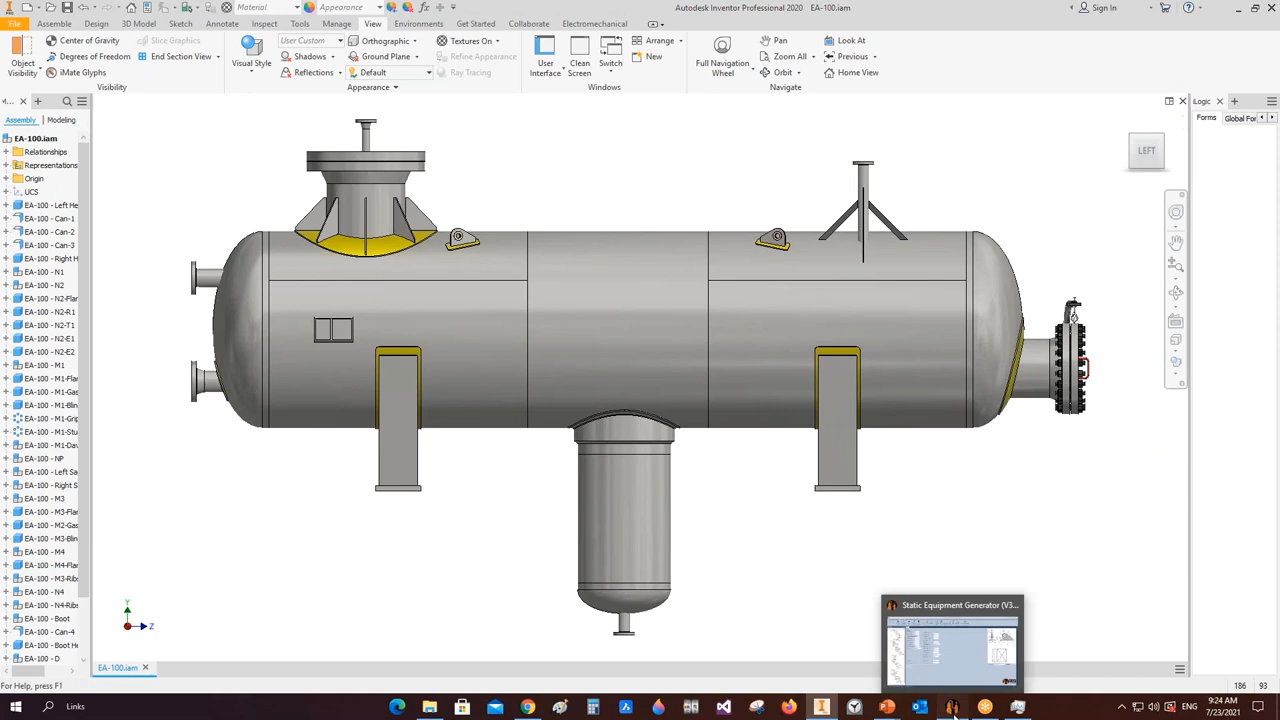 Material
Appearance
Autodesk Inventor Professional 2020   EA-100.iam
Sign In
File
Assemble
Design
3D Model
Sketch
Annotate
Inspect
Tools
Manage
View
Environments
Get Started
Collaborate
Electromechanical
Object Visibility
Center of Gravity
Degrees of Freedom
iMate Glyphs
Slice Graphics
End Section View
Visibility
Visual Style
User Custom
Shadows
Reflections
Orthographic
Ground Plane
Default
Textures On
Refine Appearance
Ray Tracing
Appearance
User Interface
Clean Screen
Switch
Arrange
New
Windows
Full Navigation Wheel
Pan
Zoom All
Orbit
Look At
Previous
Home View
Navigate
M...
Assembly
Modeling
EA-100.iam
Relationships
Representations
Origin
UCS
EA-100 - Left He
EA-100 - Can-1
EA-100 - Can-2
EA-100 - Can-3
EA-100 - Right H
EA-100 - N1
EA-100 - N2
EA-100 - N2-Flan
EA-100 - N2-R1
EA-100 - N2-T1
EA-100 - N2-E1
EA-100 - N2-E2
EA-100 - M1
EA-100 - M1-Flan
EA-100 - M1-Gas
EA-100 - M1-Blin
EA-100 - M1-Grip
EA-100 - M1-Stu
EA-100 - M1-Dav
EA-100 - NP
EA-100 - Left Sa
EA-100 - Right S
EA-100 - M3
EA-100 - M3-Flan
EA-100 - M2-Gas
EA-100 - M3-Blin
EA-100 - M4
EA-100 - M4-Flan
EA-100 - M3-Ribs
EA-100 - N4
EA-100 - N4-Ribs
EA-100 - Boot
EA-100 - Can-4
EA-100 - Boot He
EA-100 - D
LEFT
Logic
Forms
Global For
Y
Z
Static Equipment Generator (V3...
EA-100.iam
For Help, press F1
186
93
Links
9:24 AM
7/23/2021